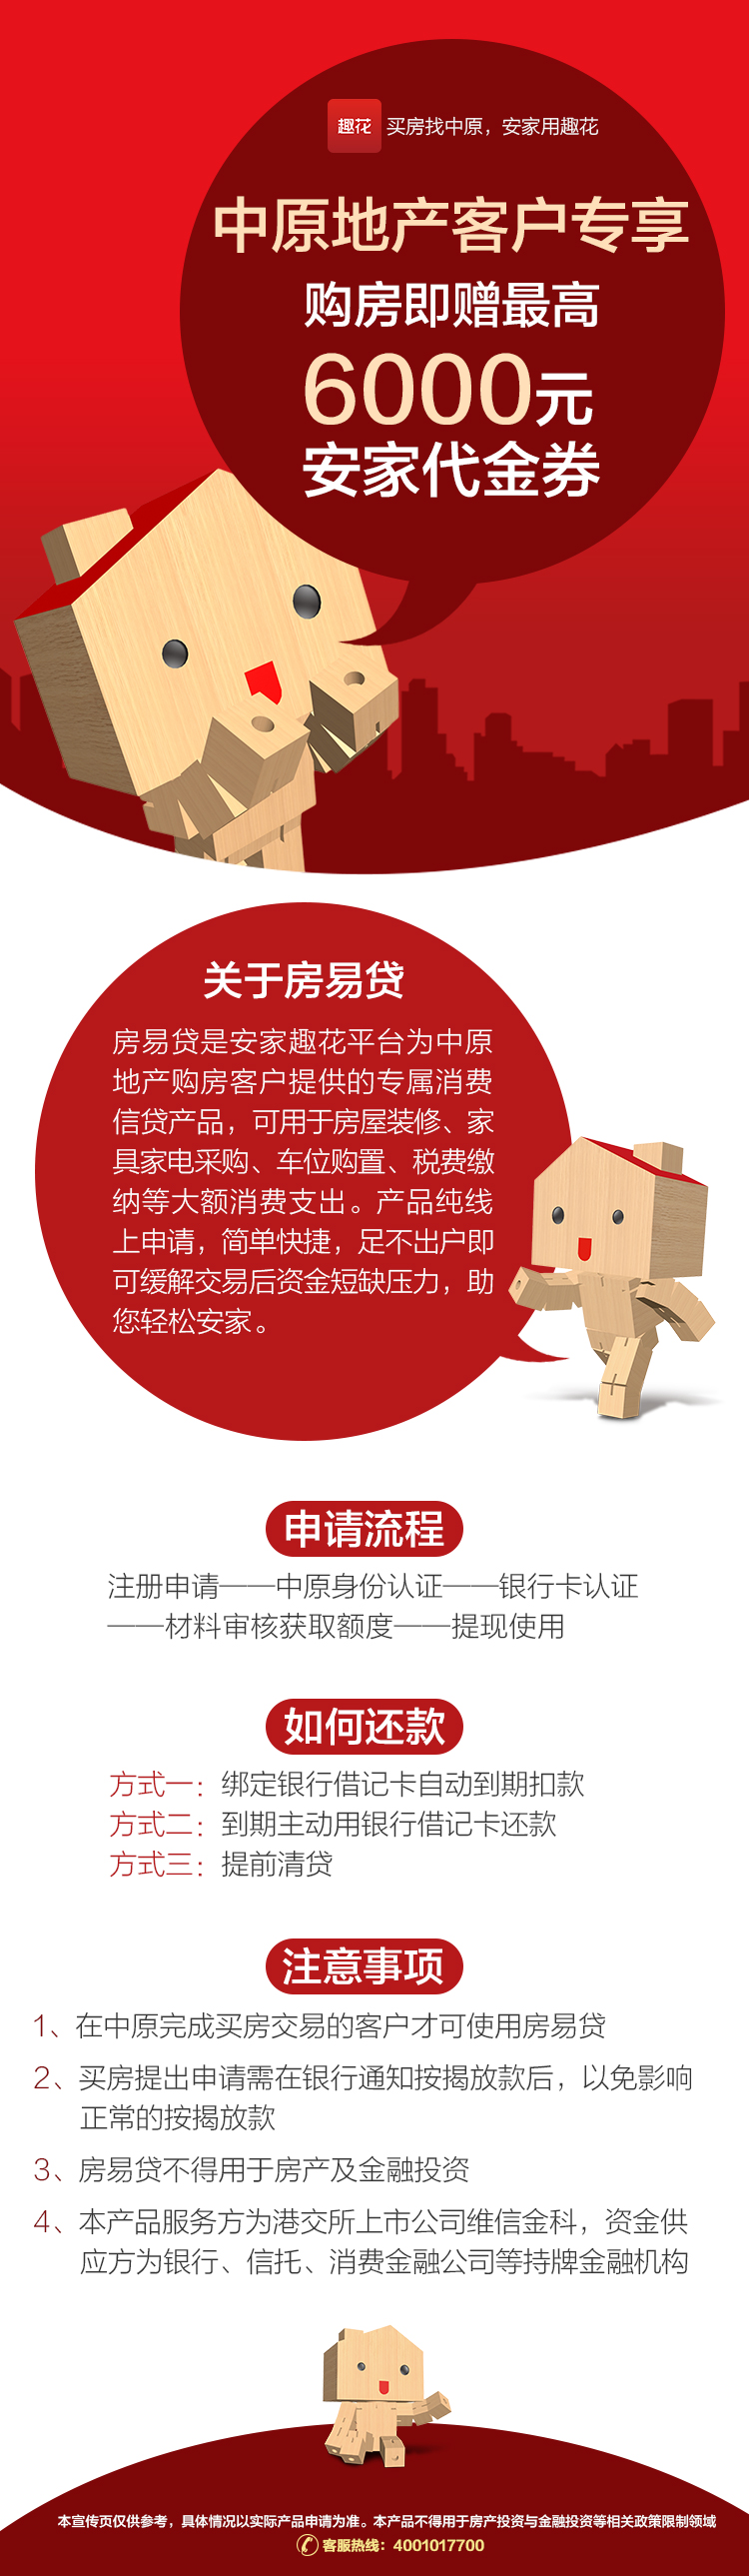 趣花 买房找中原，安家用趣花
中原地产客户专享
购房即赠最高
6000元
安家代金券
关于房易贷
房易贷是安家趣花平台为中原
地产购房客户提供的专属消费
信贷产品，可用于房屋装修、家
具家电采购、车位购置、税费缴
纳等大额消费支出。产品纯线
上申请，简单快捷，足不出户即
可缓解交易后资金短缺压力，助
您轻松安家。
申请流程
注册申请——中原身份认证——银行卡认证
——材料审核获取额度——提现使用
如何还款
方式一：绑定银行借记卡自动到期扣款
方式二：到期主动用银行借记卡还款
方式三：提前清贷
注意事项
1、在中原完成买房交易的客户才可使用房易贷
2、买房提出申请需在银行通知按揭放款后，以免影响
正常的按揭放款
3、房易贷不得用于房产及金融投资
4、本产品服务方为港交所上市公司维信金科，资金供
应方为银行、信托、消费金融公司等持牌金融机构
本宣传页仅供参考，具体情况以实际产品申请为准。本产品不得用于房产投资与金融投资等相关政策限制领域
客服热线：4001017700